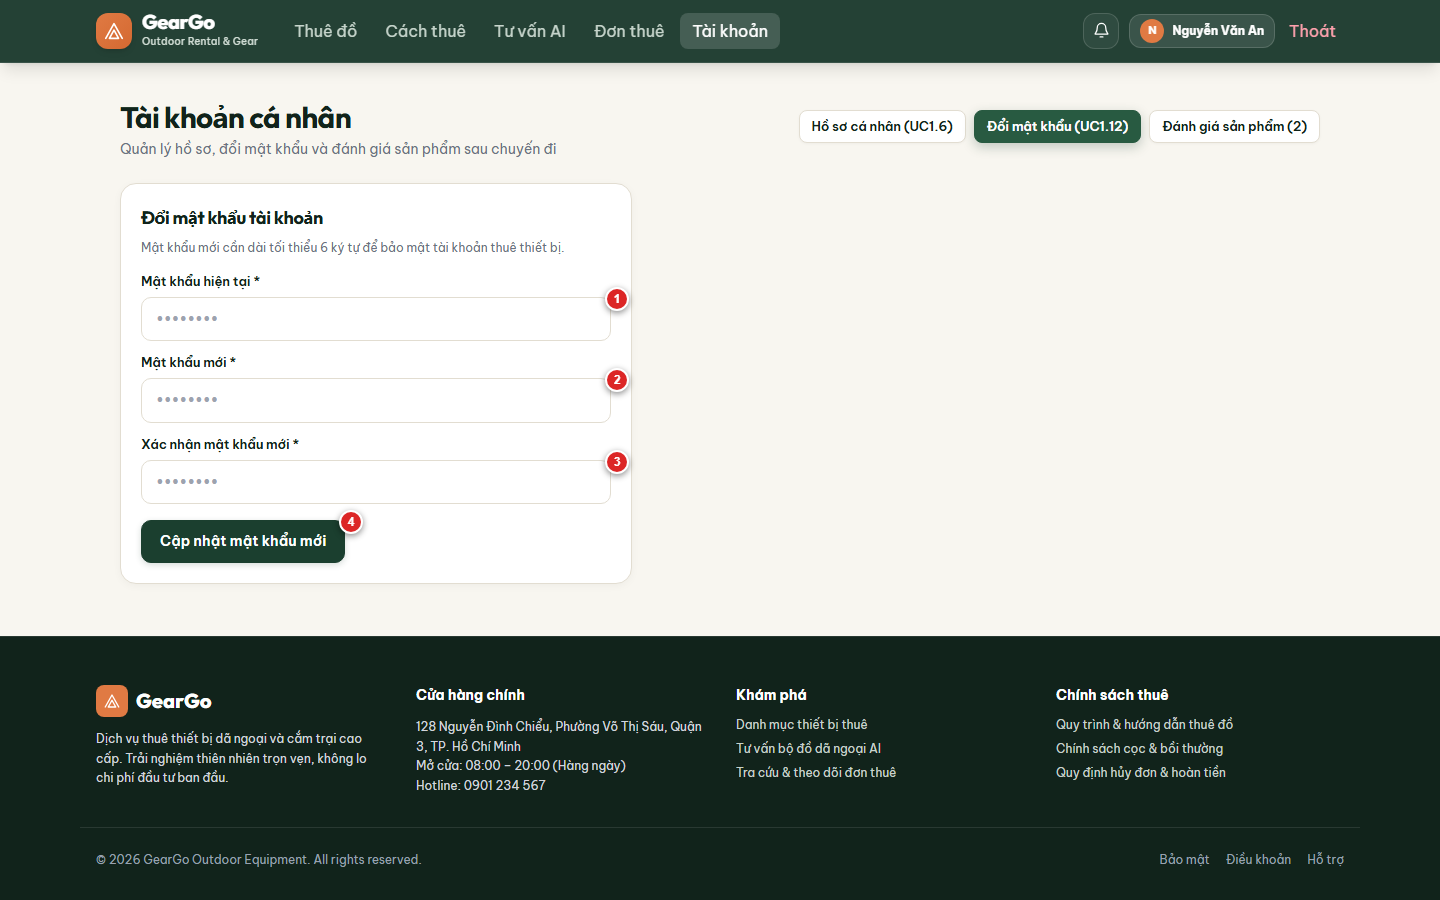 GearGo
Outdoor Rental & Gear
Thuê đồ
Cách thuê
Tư vấn AI
Đơn thuê
Tài khoản
N
Nguyễn Văn An
Thoát
Tài khoản cá nhân
Quản lý hồ sơ, đổi mật khẩu và đánh giá sản phẩm sau chuyến đi
Hồ sơ cá nhân (UC1.6)
Đổi mật khẩu (UC1.12)
Đánh giá sản phẩm (2)
Đổi mật khẩu tài khoản
Mật khẩu mới cần dài tối thiểu 6 ký tự để bảo mật tài khoản thuê thiết bị.
Mật khẩu hiện tại *
••••••••
1
Mật khẩu mới *
••••••••
2
Xác nhận mật khẩu mới *
••••••••
3
Cập nhật mật khẩu mới
4
GearGo
Dịch vụ thuê thiết bị dã ngoại và cắm trại cao
cấp. Trải nghiệm thiên nhiên trọn vẹn, không lo
chi phí đầu tư ban đầu.
Cửa hàng chính
128 Nguyễn Đình Chiểu, Phường Võ Thị Sáu, Quận
3, TP. Hồ Chí Minh
Mở cửa: 08:00 – 20:00 (Hàng ngày)
Hotline: 0901 234 567
Khám phá
Danh mục thiết bị thuê
Tư vấn bộ đồ dã ngoại AI
Tra cứu & theo dõi đơn thuê
Chính sách thuê
Quy trình & hướng dẫn thuê đồ
Chính sách cọc & bồi thường
Quy định hủy đơn & hoàn tiền
© 2026 GearGo Outdoor Equipment. All rights reserved.
Bảo mật
Điều khoản
Hỗ trợ